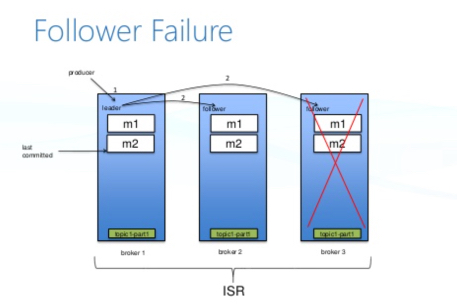 Follower Failure
producer
1
2
2
leader
follower
follower
m1
m1
m1
m2
m2
m2
last
committed
topic1-part1
topic1-part1
topic1-part1
broker 1
broker 2
broker 3
ISR